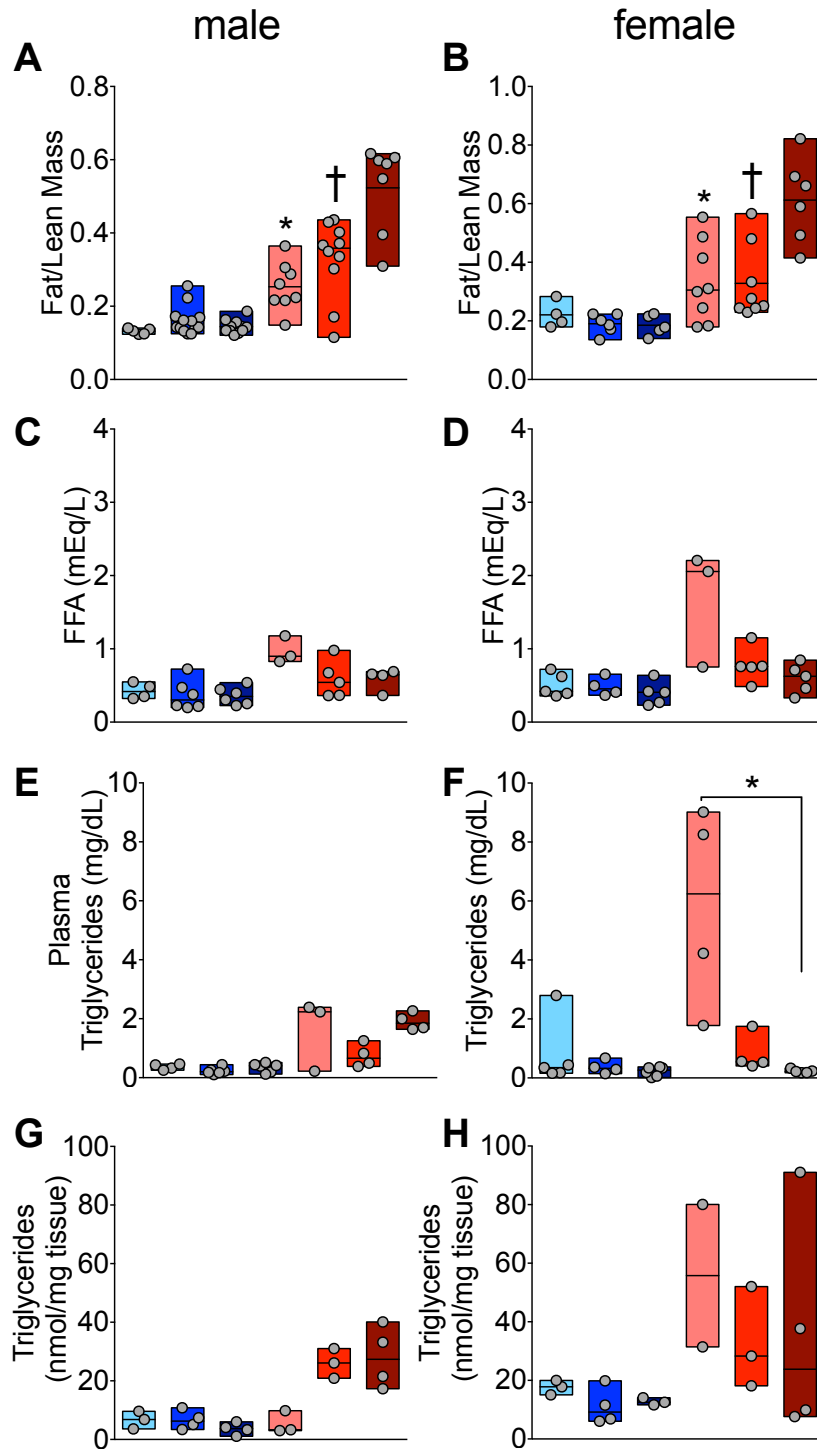 male
female
A
B
Fat/Lean Mass
0.8
0.6
0.4
0.2
0.0
*
†
Fat/Lean Mass
1.0
0.8
0.6
0.4
0.2
0.0
*
†
C
D
FFA (mEq/L)
4
3
2
1
0
FFA (mEq/L)
4
3
2
1
0
E
F
Plasma
Triglycerides (mg/dL)
10
8
6
4
2
0
Triglycerides (mg/dL)
10
8
6
4
2
0
*
G
H
Triglycerides
(nmol/mg tissue)
100
80
60
40
20
0
Triglycerides
(nmol/mg tissue)
100
80
60
40
20
0